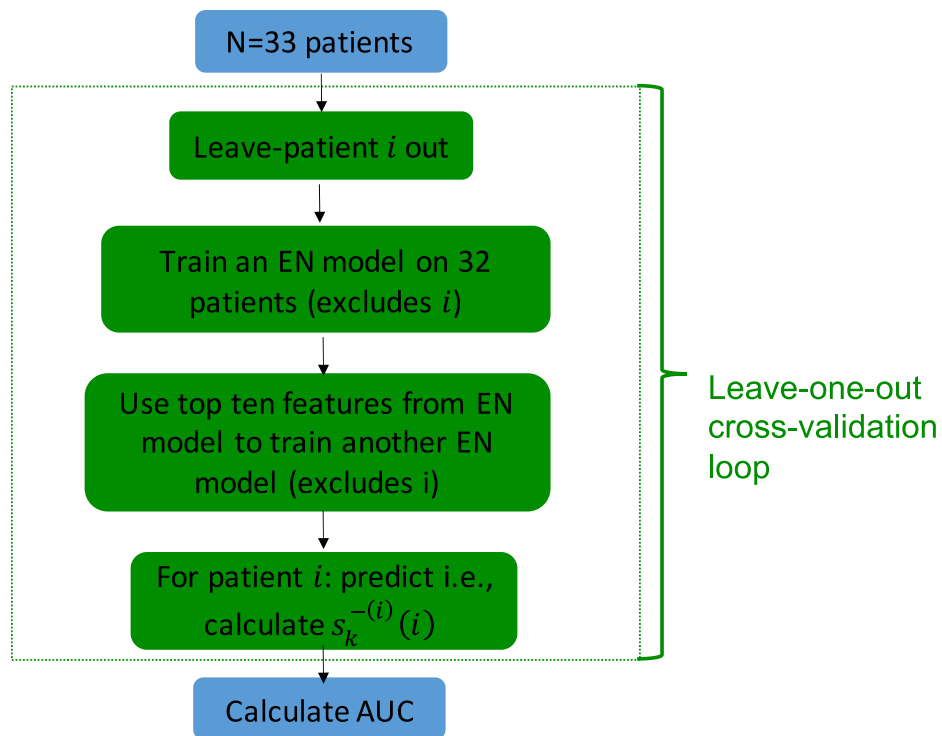 N=33 patients
Leave-patient i out
Train an EN model on 32
patients (excludes i)
Use top ten features from EN
model to train another EN
model (excludes i)
For patient i: predict i.e.,
calculate s_k^{-(i)}(i)
Calculate AUC
Leave-one-out
cross-validation
loop